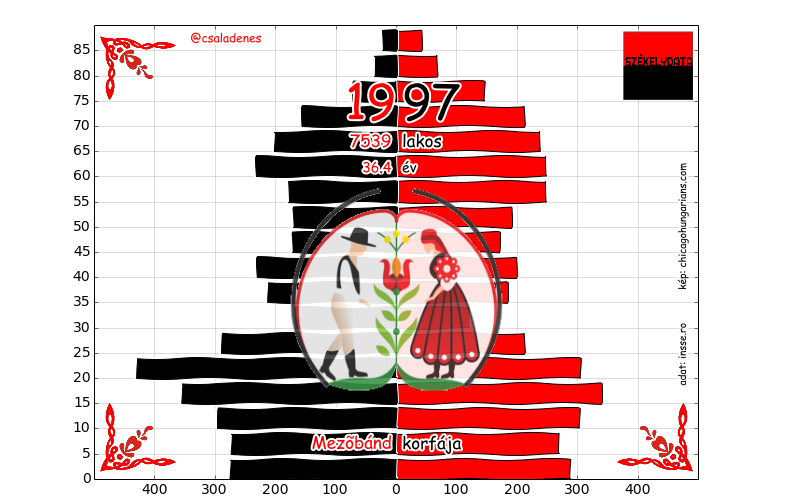 @csaladenes
SZÉKELYDATA
1997
7539 lakos
36.4 év
kép: chicagohungarians.com
adat: insse.ro
Mezőbánd korfája
85
80
75
70
65
60
55
50
45
40
35
30
25
20
15
10
5
0
400 300 200 100 0 100 200 300 400